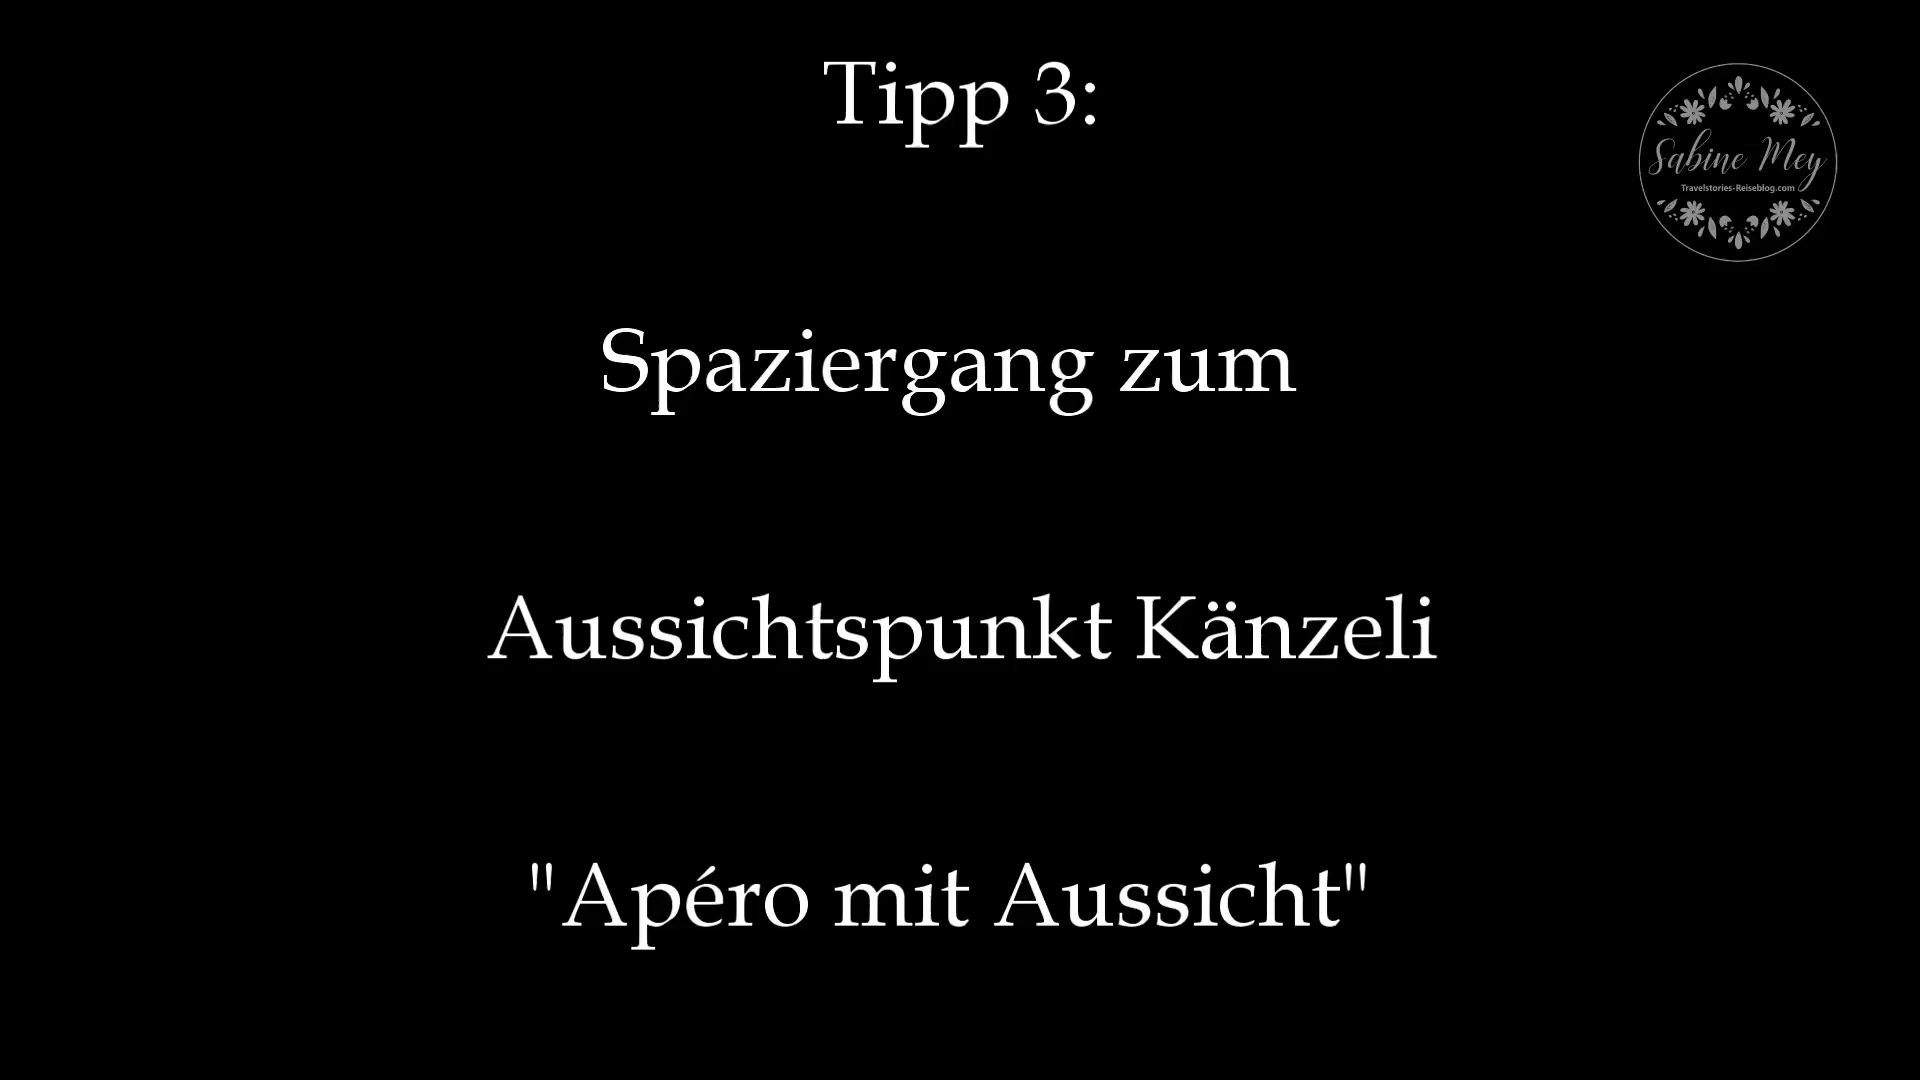 Tipp 3:
Sabine Mey
Travelstories-Reiseblog.com
Spaziergang zum
Aussichtspunkt Känzeli
"Apéro mit Aussicht"